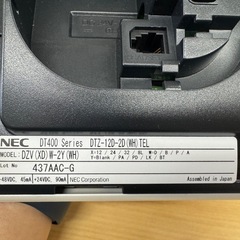 NEC DT400 Series DTZ-12D-2D(WH)TEL
MODEL:DZV(XD)W-2Y(WH) X=12 / 24 / 32 / 8L W=D / B / P / A
Y=Blank / PA / PD / LK / BT
Lot No
437AAC-G
-48VDC, 45mA +24VDC, 90mA NEC Corporation Assembled in Japan